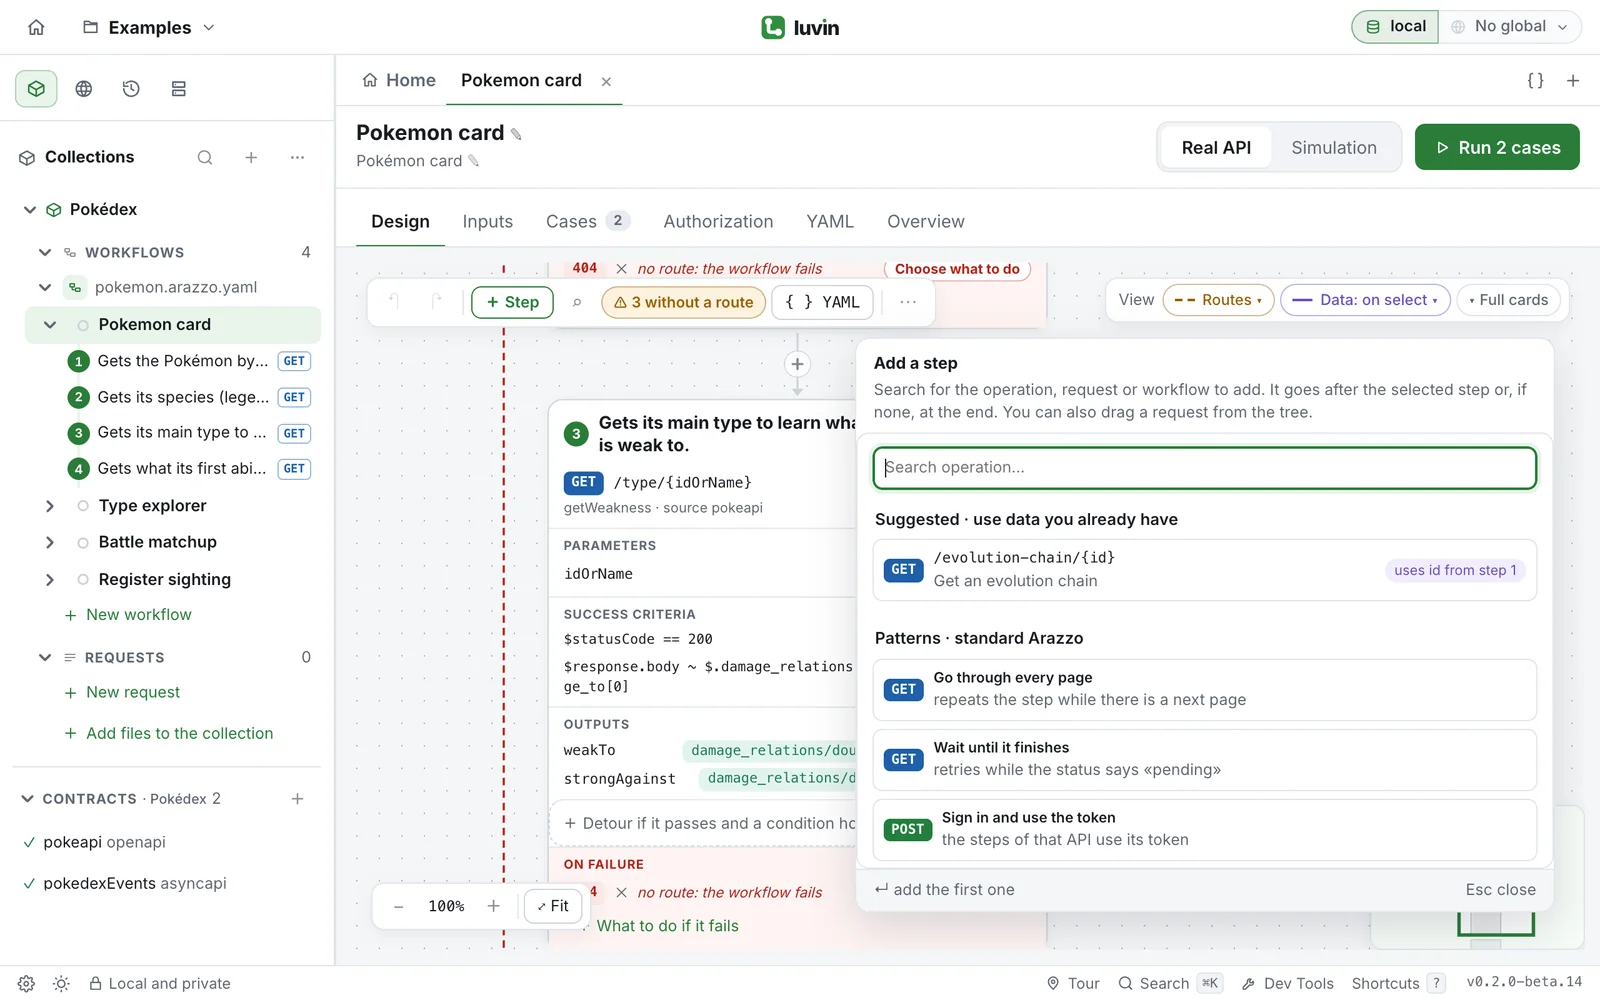 Examples
luvin
local
No global
Home
Pokemon card
Pokemon card
Pokémon card
Real API
Simulation
Run 2 cases
Collections
Pokédex
WORKFLOWS 4
pokemon.arazzo.yaml
Pokemon card
1 Gets the Pokémon by... GET
2 Gets its species (lege... GET
3 Gets its main type to ... GET
4 Gets what its first abi... GET
Type explorer
Battle matchup
Register sighting
+ New workflow
REQUESTS 0
+ New request
+ Add files to the collection
CONTRACTS · Pokédex 2 +
✓ pokeapi openapi
✓ pokedexEvents asyncapi
Design
Inputs
Cases 2
Authorization
YAML
Overview
404 × no route: the workflow fails
Choose what to do
+ Step
3 without a route
{ } YAML
···
View
Routes
Data: on select
Full cards
3
Gets its main type to learn wha
is weak to.
GET /type/{idOrName}
getWeakness · source pokeapi
PARAMETERS
idOrName
SUCCESS CRITERIA
$statusCode == 200
$response.body ~ $.damage_relations
ge_to[0]
OUTPUTS
weakTo damage_relations/dou
strongAgainst damage_relations/d
+ Detour if it passes and a condition ho
ON FAILURE
4 × no route: the workflow fails
What to do if it fails
− 100% +
Fit
Add a step
Search for the operation, request or workflow to add. It goes after the selected step or, if
none, at the end. You can also drag a request from the tree.
Search operation...
Suggested · use data you already have
GET /evolution-chain/{id}
Get an evolution chain
uses id from step 1
Patterns · standard Arazzo
GET Go through every page
repeats the step while there is a next page
GET Wait until it finishes
retries while the status says «pending»
POST Sign in and use the token
the steps of that API use its token
↵ add the first one
Esc close
Local and private
Tour
Search ⌘K
Dev Tools
Shortcuts ?
v0.2.0-beta.14